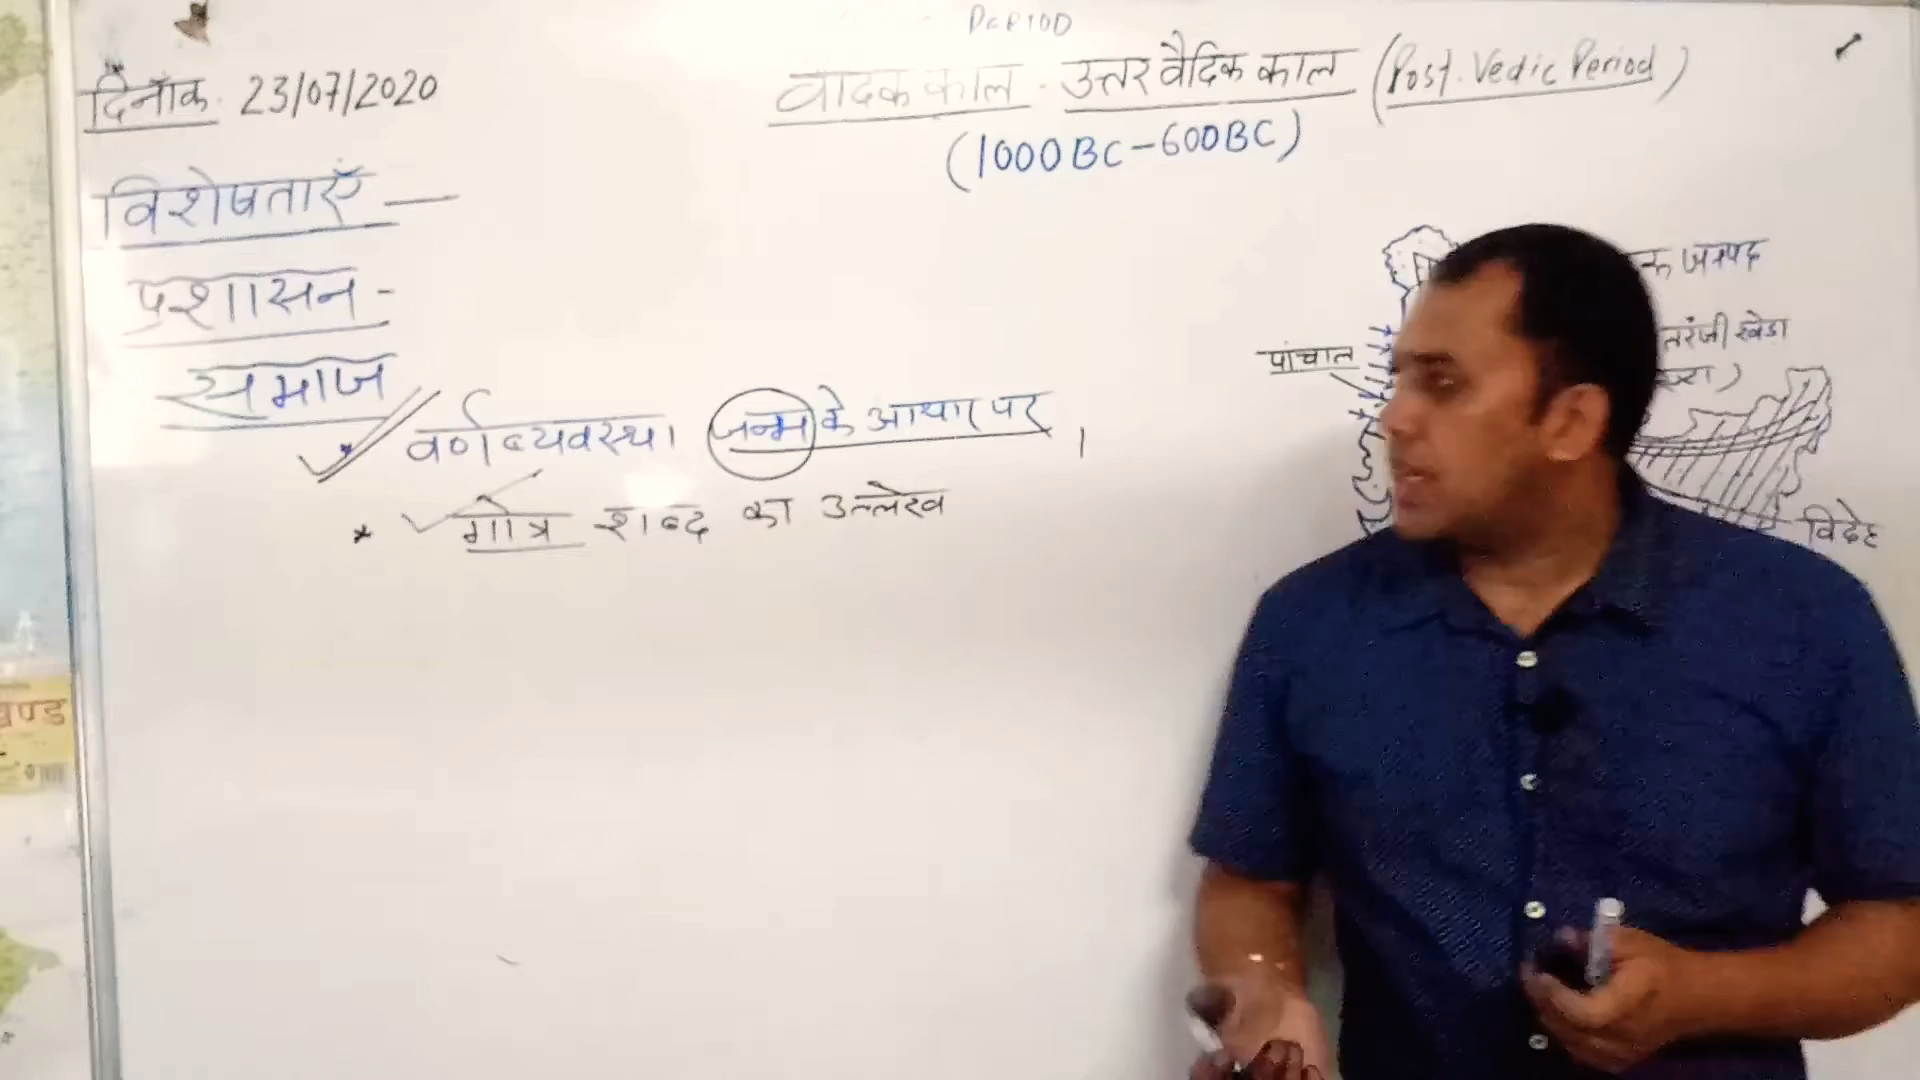 PERIOD
दिनाँक 23/07/2020
वैदिक काल - उत्तर वैदिक काल (Post. Vedic Period)
(1000BC-600BC)
विशेषताएँ —
प्रशासन -
समाज
* वर्ण व्यवस्था जन्म के आधार पर ।
* गोत्र शब्द का उल्लेख
जनपद
पांचाल
तरंजी खेडा
विदेह
ण्ड